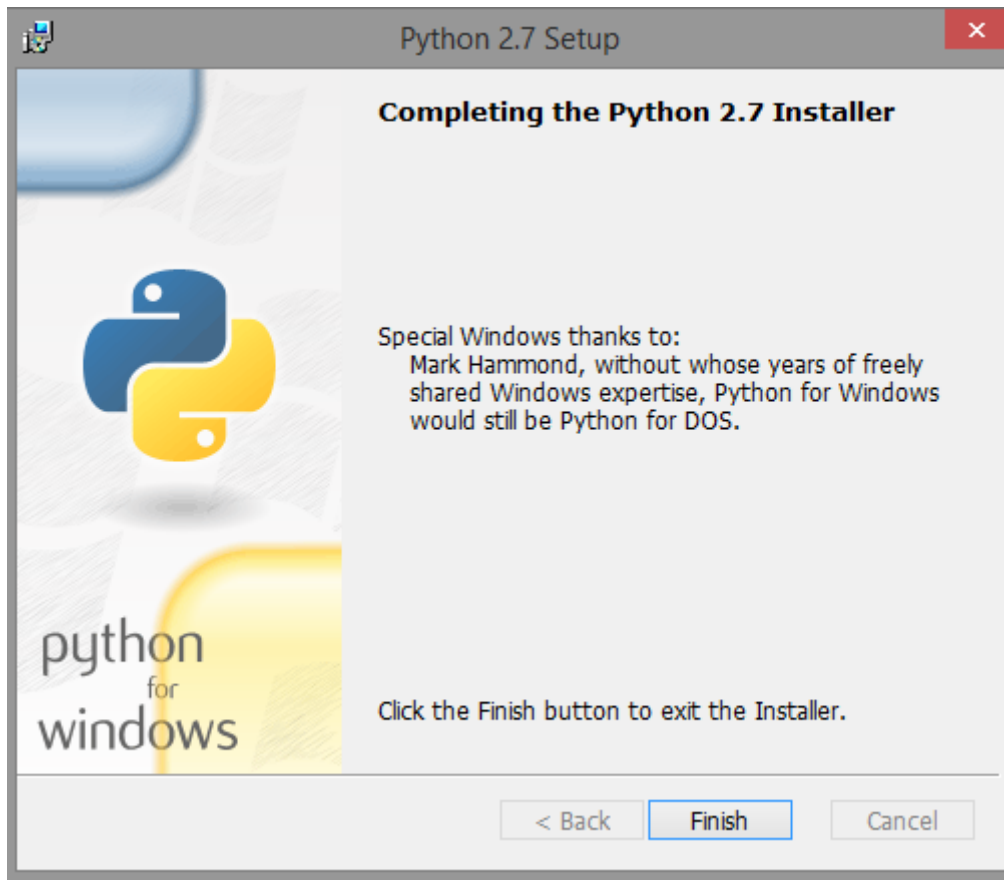 Python 2.7 Setup
Completing the Python 2.7 Installer
Special Windows thanks to:
Mark Hammond, without whose years of freely
shared Windows expertise, Python for Windows
would still be Python for DOS.
python
for
windows
Click the Finish button to exit the Installer.
< Back
Finish
Cancel